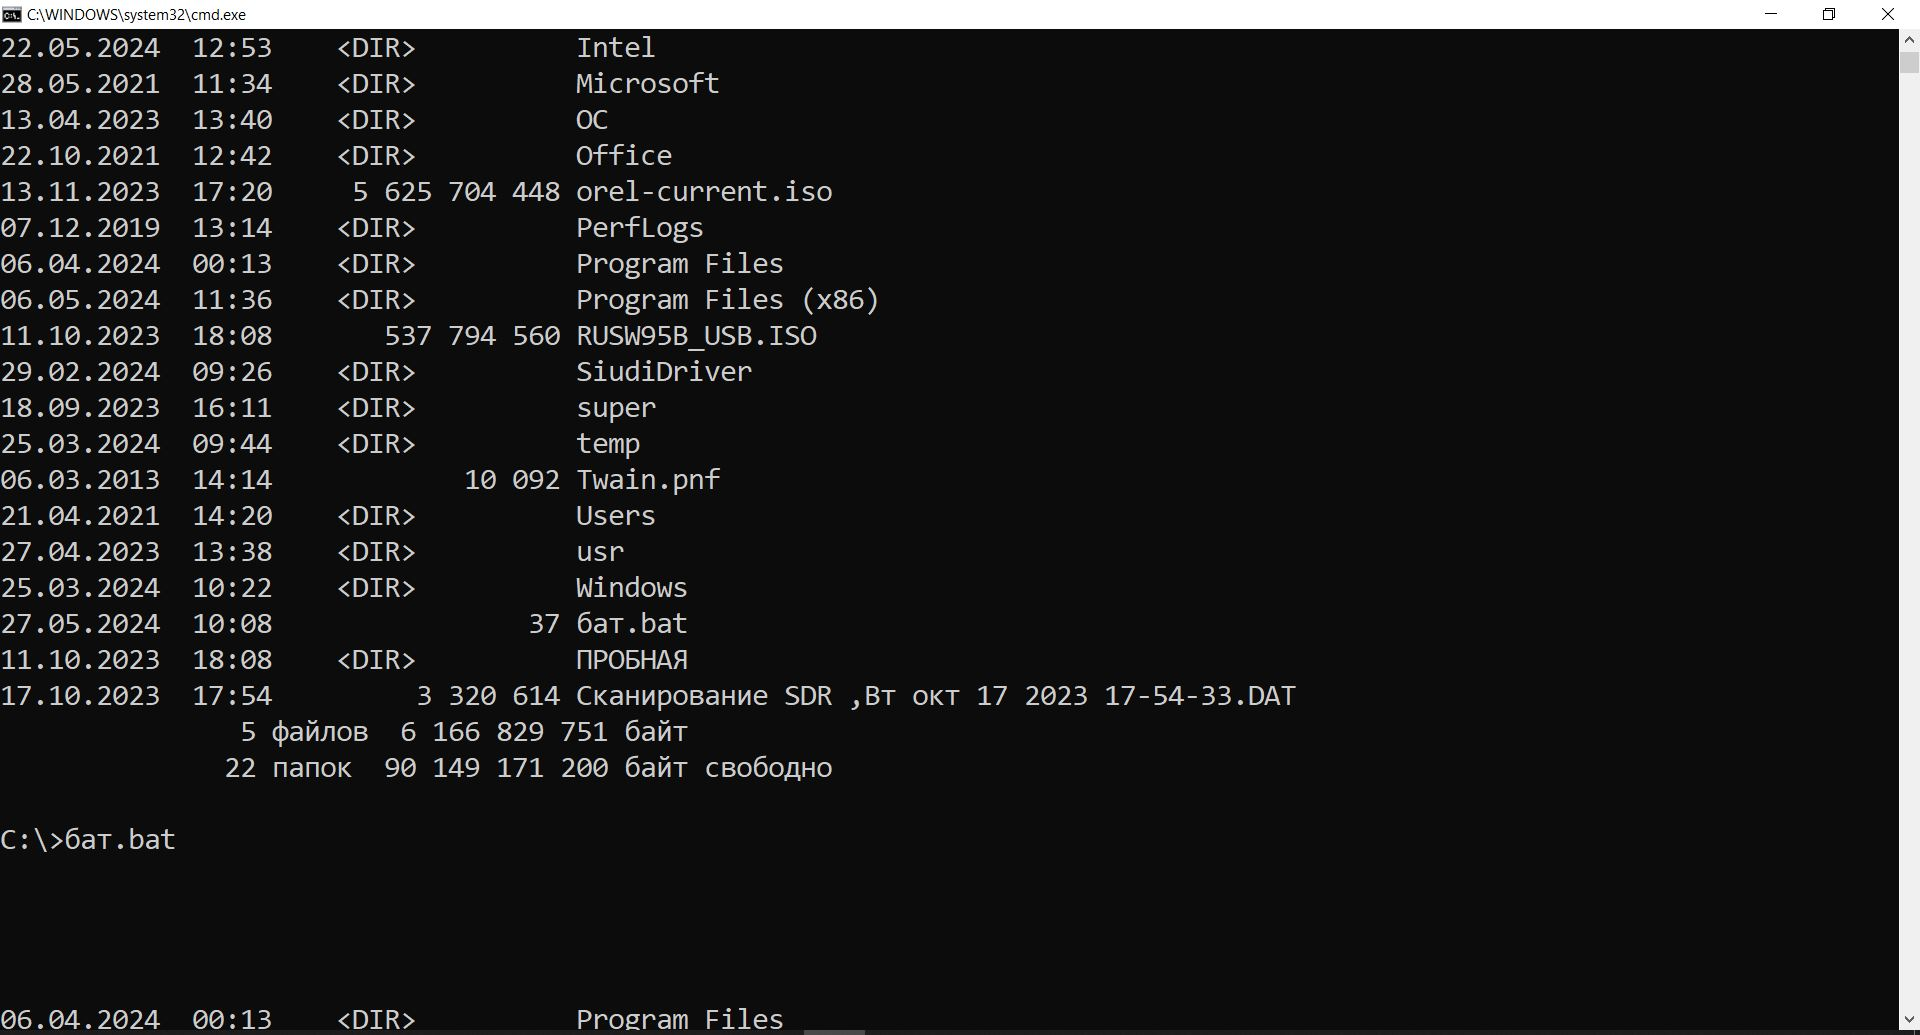 C:\WINDOWS\system32\cmd.exe
22.05.2024  12:53    <DIR>          Intel
28.05.2021  11:34    <DIR>          Microsoft
13.04.2023  13:40    <DIR>          OC
22.10.2021  12:42    <DIR>          Office
13.11.2023  17:20     5 625 704 448 orel-current.iso
07.12.2019  13:14    <DIR>          PerfLogs
06.04.2024  00:13    <DIR>          Program Files
06.05.2024  11:36    <DIR>          Program Files (x86)
11.10.2023  18:08       537 794 560 RUSW95B_USB.ISO
29.02.2024  09:26    <DIR>          SiudiDriver
18.09.2023  16:11    <DIR>          super
25.03.2024  09:44    <DIR>          temp
06.03.2013  14:14            10 092 Twain.pnf
21.04.2021  14:20    <DIR>          Users
27.04.2023  13:38    <DIR>          usr
25.03.2024  10:22    <DIR>          Windows
27.05.2024  10:08                37 бат.bat
11.10.2023  18:08    <DIR>          ПРОБНАЯ
17.10.2023  17:54         3 320 614 Сканирование SDR ,Вт окт 17 2023 17-54-33.DAT
               5 файлов  6 166 829 751 байт
              22 папок  90 149 171 200 байт свободно
C:\>бат.bat
06.04.2024  00:13    <DIR>          Program Files